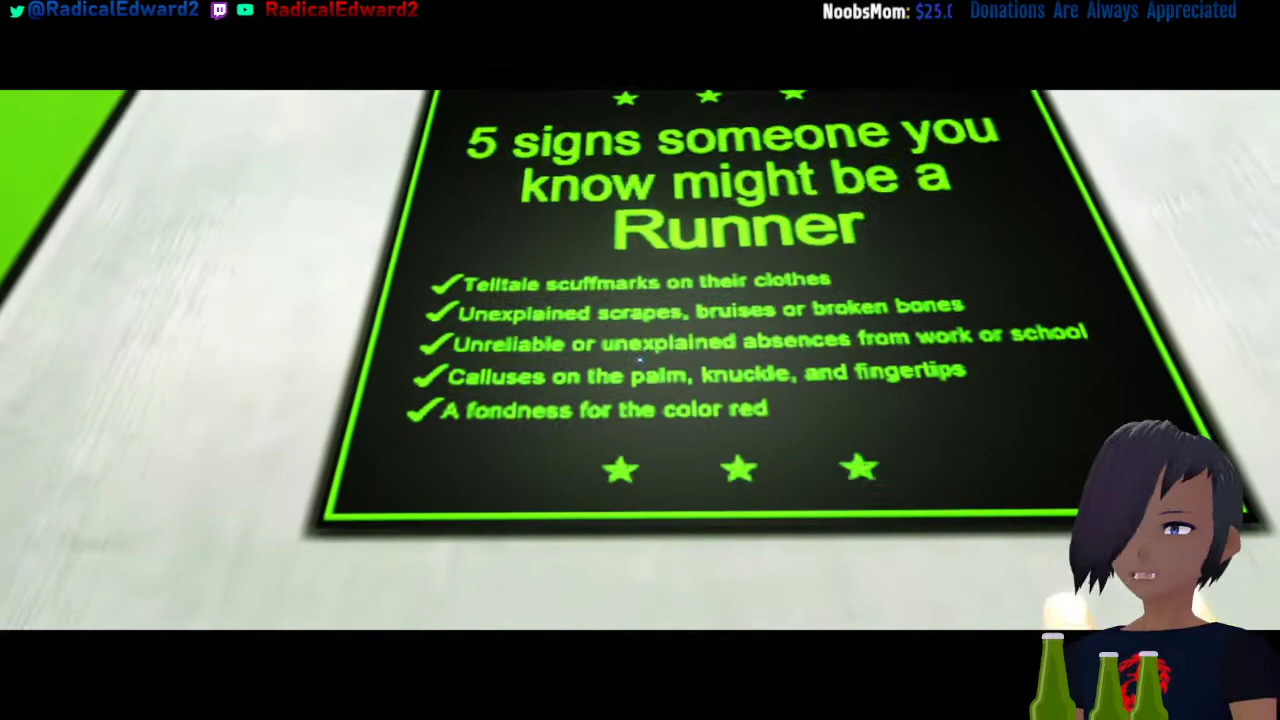 @RadicalEdward2 RadicalEdward2 NoobsMom: $25.0 Donations Are Always Appreciated
5 signs someone you
know might be a
Runner
Telltale scuffmarks on their clothes
Unexplained scrapes, bruises or broken bones
Unreliable or unexplained absences from work or school
Calluses on the palm, knuckle, and fingertips
A fondness for the color red